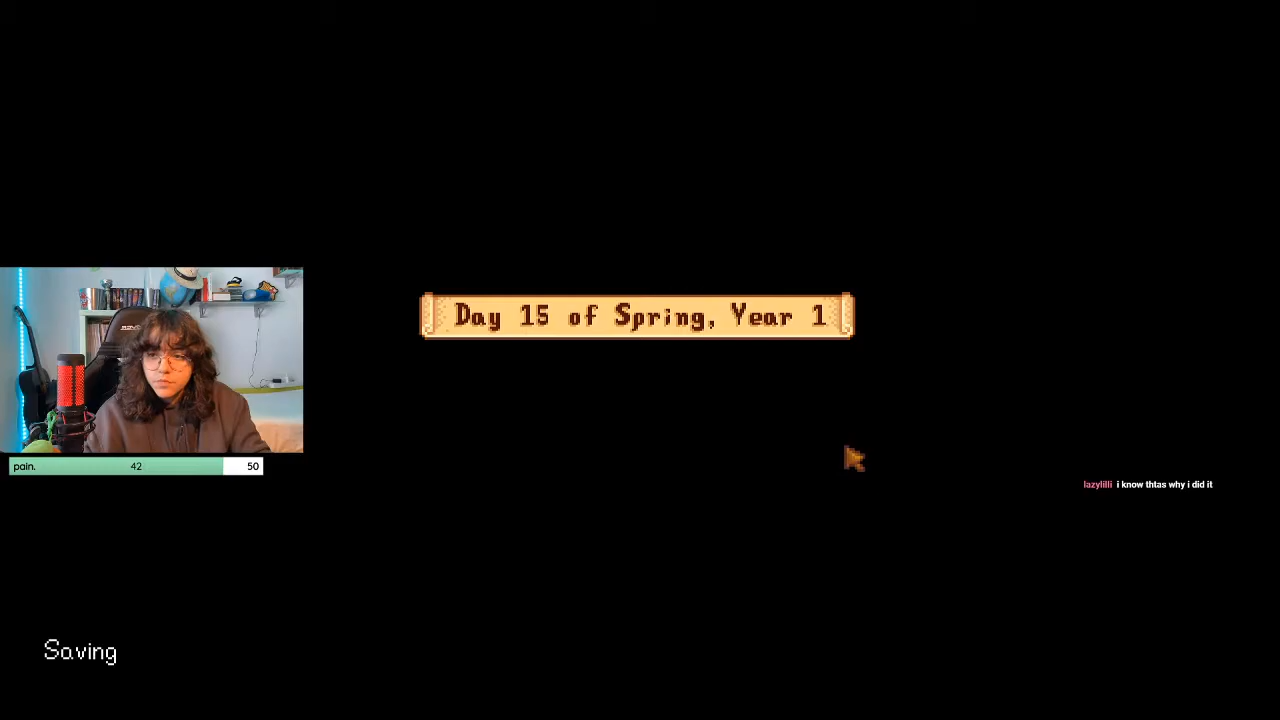 Day 15 of Spring, Year 1
pain. 42 50
lazylilli i know thtas why i did it
Saving